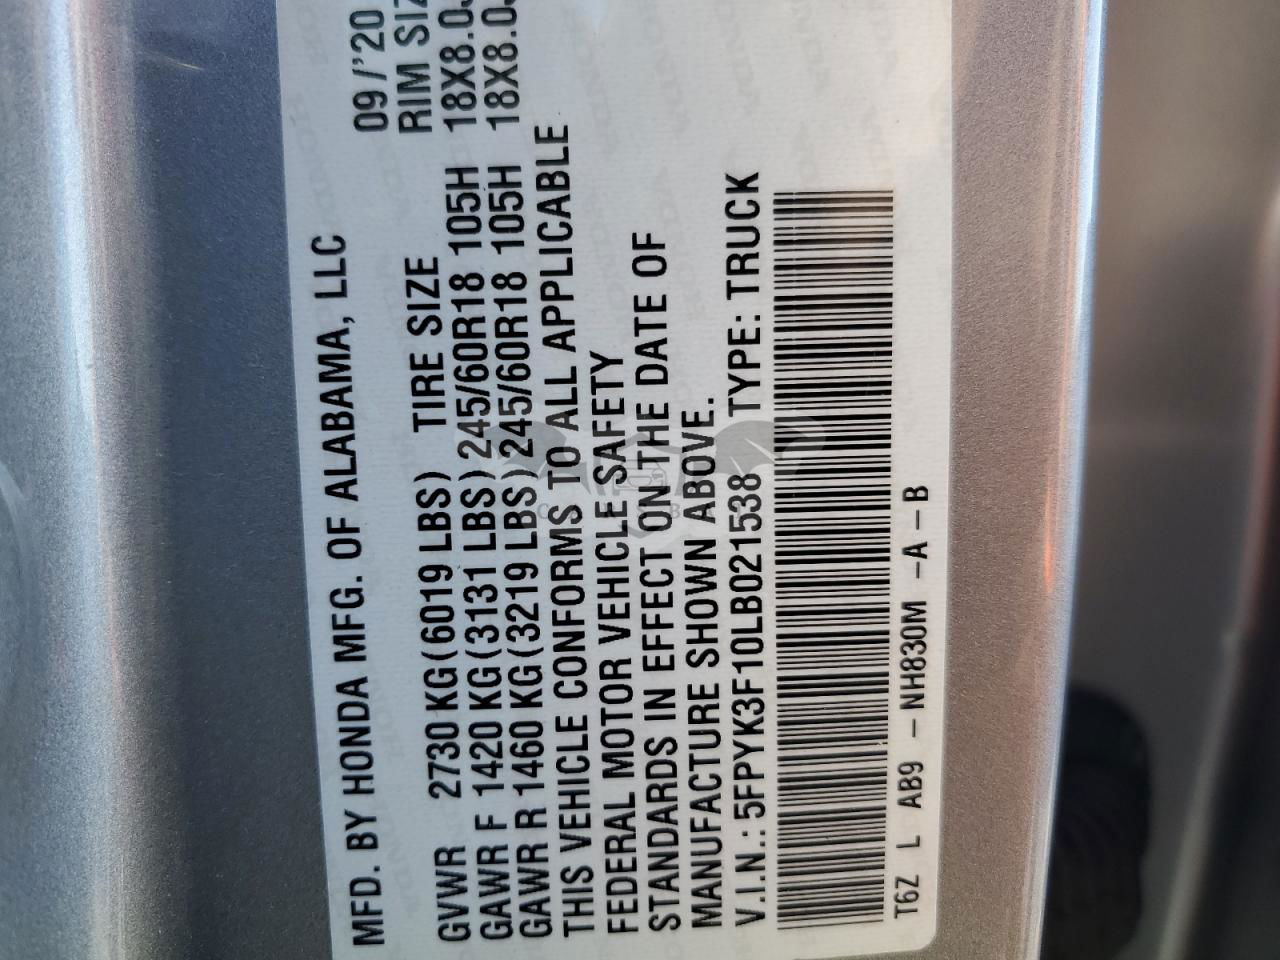 MFD. BY HONDA MFG. OF ALABAMA, LLC 09/'20
GVWR 2730 KG(6019 LBS) TIRE SIZE RIM SIZ
GAWR F 1420 KG(3131 LBS) 245/60R18 105H 18X8.0J
GAWR R 1460 KG(3219 LBS) 245/60R18 105H 18X8.0J
THIS VEHICLE CONFORMS TO ALL APPLICABLE
FEDERAL MOTOR VEHICLE SAFETY
STANDARDS IN EFFECT ON THE DATE OF
MANUFACTURE SHOWN ABOVE.
V.I.N.: 5FPYK3F10LB021538 TYPE: TRUCK
T6Z L AB9 -NH830M -A-B